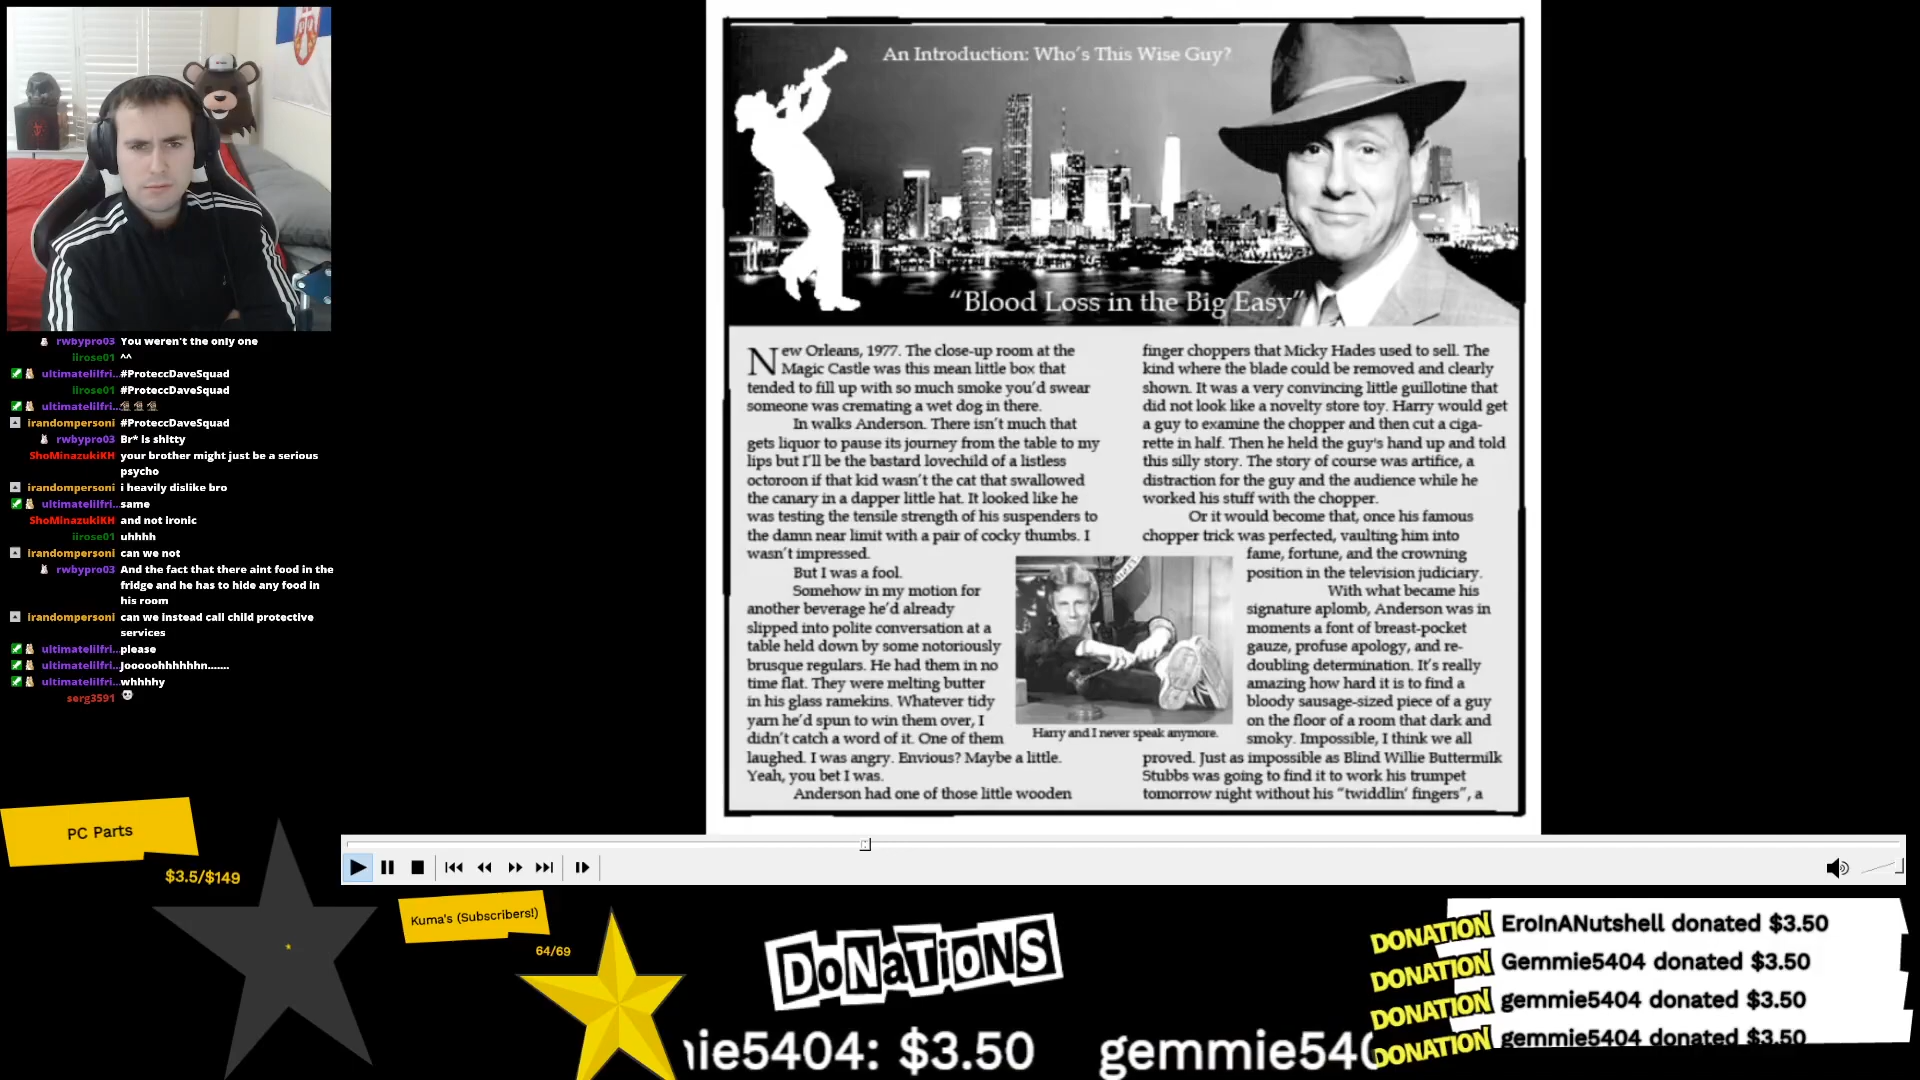 rwbypro03 You weren't the only one
iirose01 ^^
ultimatelilfri... #ProteccDaveSquad
iirose01 #ProteccDaveSquad
ultimatelilfri...
irandompersoni #ProteccDaveSquad
rwbypro03 Br* is shitty
ShoMinazukiKH your brother might just be a serious
psycho
irandompersoni i heavily dislike bro
ultimatelilfri... same
ShoMinazukiKH and not ironic
iirose01 uhhhh
irandompersoni can we not
rwbypro03 And the fact that there aint food in the
fridge and he has to hide any food in
his room
irandompersoni can we instead call child protective
services
ultimatelilfri... please
ultimatelilfri... Jooooohhhhhhn.......
ultimatelilfri... whhhhy
serg3591
An Introduction: Who's This Wise Guy?
"Blood Loss in the Big Easy"
New Orleans, 1977. The close-up room at the
Magic Castle was this mean little box that
tended to fill up with so much smoke you'd swear
someone was cremating a wet dog in there.
In walks Anderson. There isn't much that
gets liquor to pause its journey from the table to my
lips but I'll be the bastard lovechild of a listless
octoroon if that kid wasn't the cat that swallowed
the canary in a dapper little hat. It looked like he
was testing the tensile strength of his suspenders to
the damn near limit with a pair of cocky thumbs. I
wasn't impressed.
But I was a fool.
Somehow in my motion for
another beverage he'd already
slipped into polite conversation at a
table held down by some notoriously
brusque regulars. He had them in no
time flat. They were melting butter
in his glass ramekins. Whatever tidy
yarn he'd spun to win them over, I
didn't catch a word of it. One of them
laughed. I was angry. Envious? Maybe a little.
Yeah, you bet I was.
Anderson had one of those little wooden
Harry and I never speak anymore.
finger choppers that Micky Hades used to sell. The
kind where the blade could be removed and clearly
shown. It was a very convincing little guillotine that
did not look like a novelty store toy. Harry would get
a guy to examine the chopper and then cut a ciga-
rette in half. Then he held the guy's hand up and told
this silly story. The story of course was artifice, a
distraction for the guy and the audience while he
worked his stuff with the chopper.
Or it would become that, once his famous
chopper trick was perfected, vaulting him into
fame, fortune, and the crowning
position in the television judiciary.
With what became his
signature aplomb, Anderson was in
moments a font of breast-pocket
gauze, profuse apology, and re-
doubling determination. It's really
amazing how hard it is to find a
bloody sausage-sized piece of a guy
on the floor of a room that dark and
smoky. Impossible, I think we all
proved. Just as impossible as Blind Willie Buttermilk
Stubbs was going to find it to work his trumpet
tomorrow night without his "twiddlin' fingers", a
PC Parts
$3.5/$149
Kuma's (Subscribers!)
64/69
DoNaTiONS
nie5404: $3.50 gemmie540
DONATION EroInANutshell donated $3.50
DONATION Gemmie5404 donated $3.50
DONATION gemmie5404 donated $3.50
DONATION gemmie5404 donated $3.50